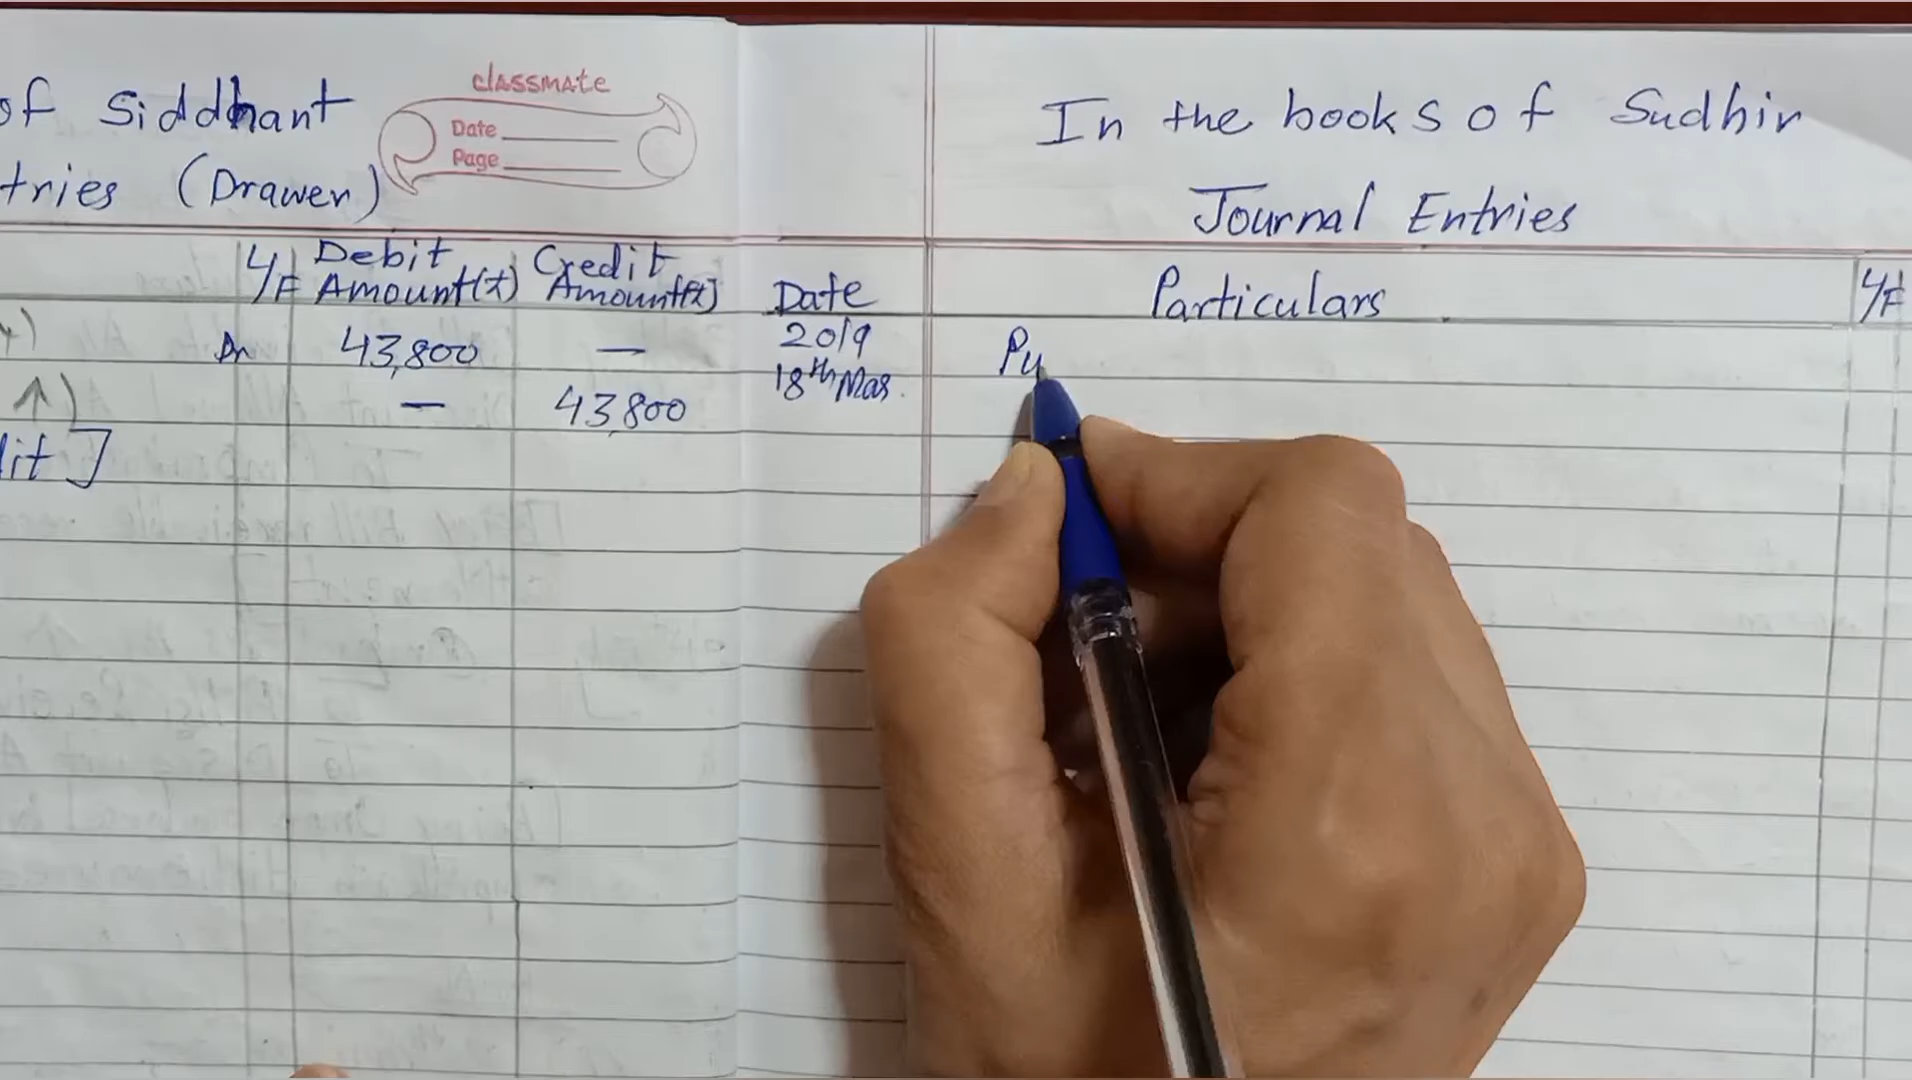 of Siddhant
tries (Drawer)
classmate
Date
Page
L/F Debit Amount(₹) Credit Amount(₹)
Dr 43,800 —
— 43,800
dit]
In the books of Sudhir
Journal Entries
Date Particulars L/F
2019 Pu
18th Mar.